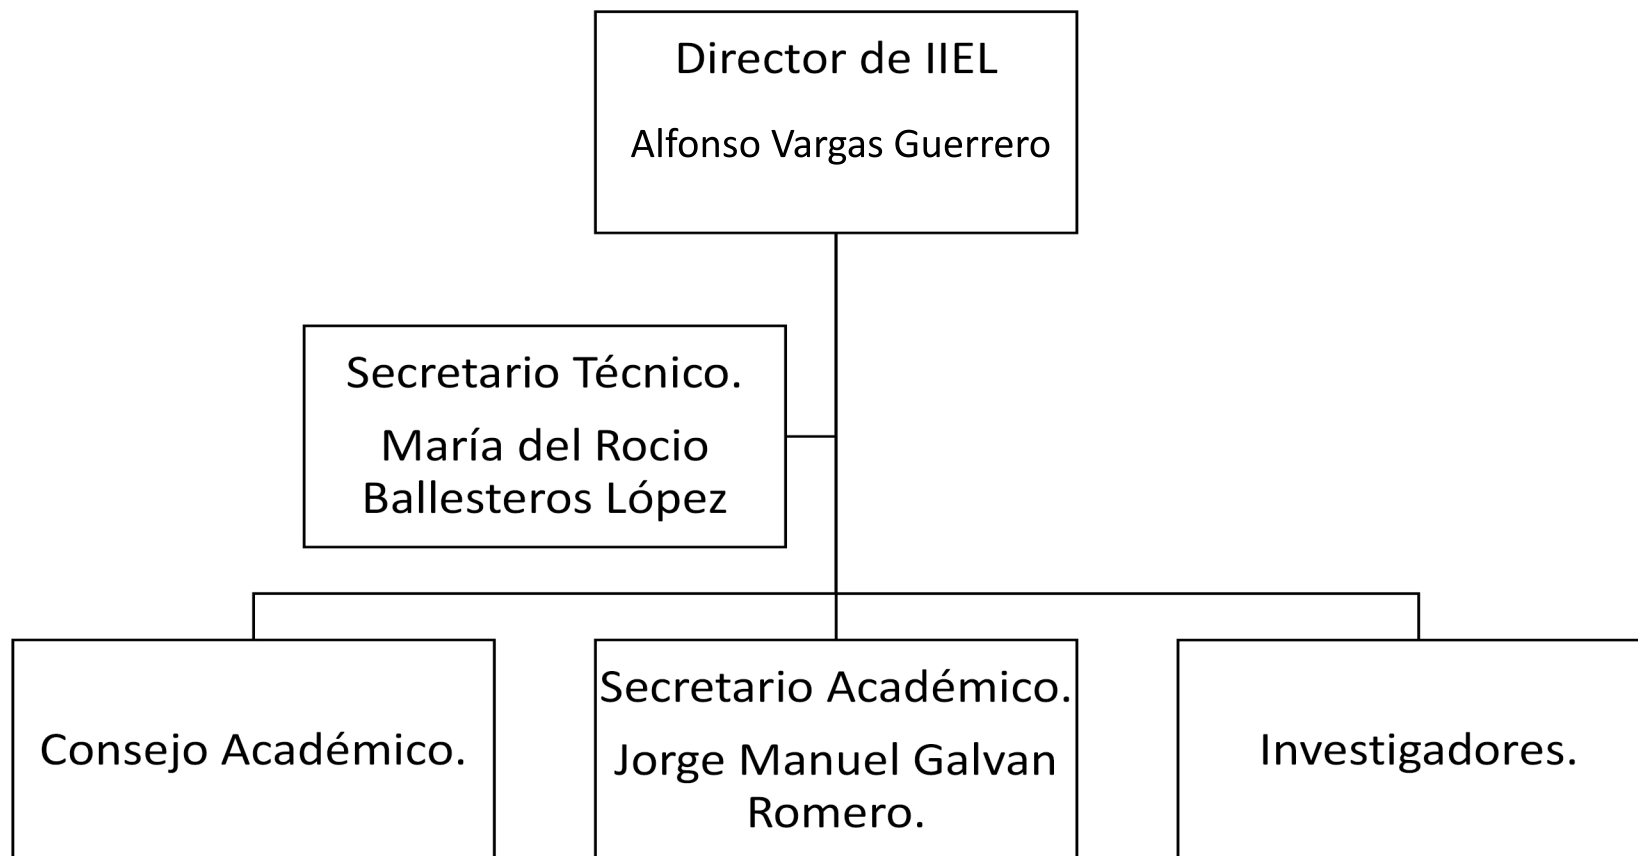 Director de IIEL
Alfonso Vargas Guerrero
Secretario Técnico.
María del Rocio
Ballesteros López
Consejo Académico.
Secretario Académico.
Jorge Manuel Galvan
Romero.
Investigadores.